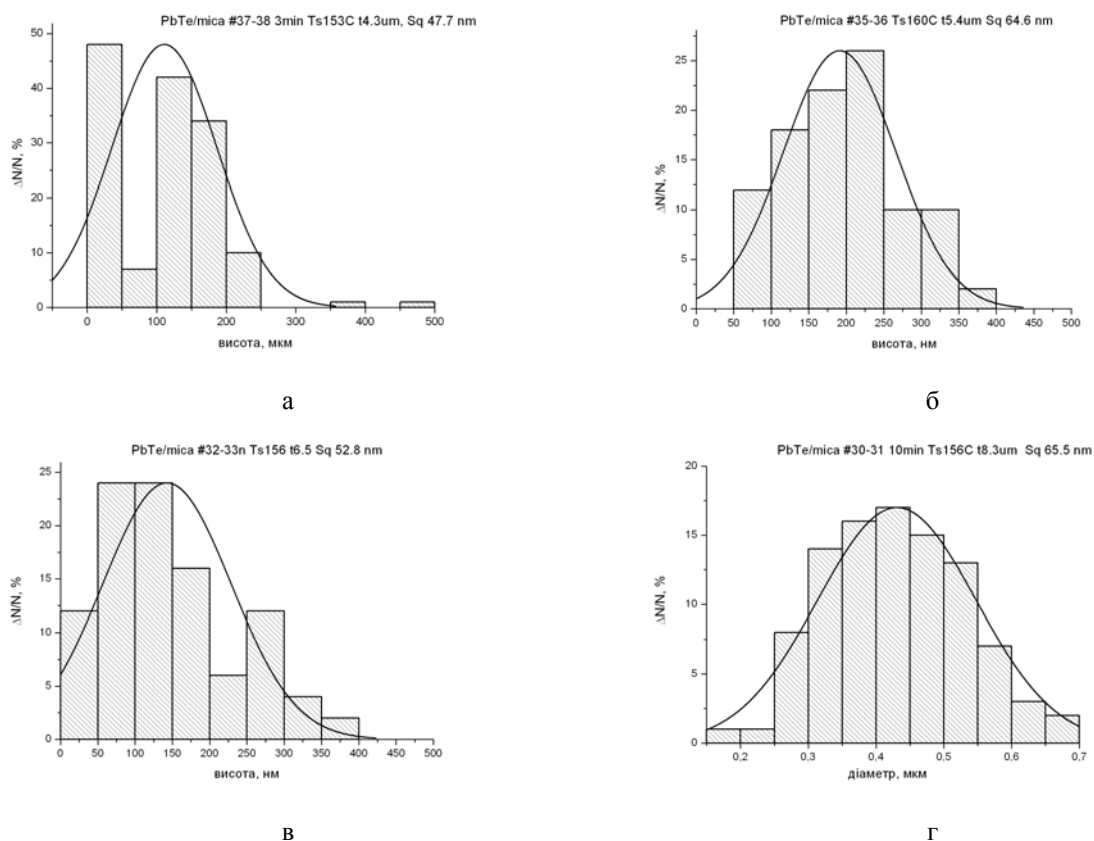 PbTe/mica #37-38 3min Ts153C t4.3um, Sq 47.7 nm
50
40
30
20
10
0
ΔN/N, %
0 100 200 300 400 500
висота, мкм
а
PbTe/mica #35-36 Ts160C t5.4um Sq 64.6 nm
25
20
15
10
5
0
ΔN/N, %
0 50 100 150 200 250 300 350 400 450 500
висота, нм
б
PbTe/mica #32-33n Ts156 t6.5 Sq 52.8 nm
25
20
15
10
5
0
ΔN/N, %
0 50 100 150 200 250 300 350 400 450 500
висота, нм
в
PbTe/mica #30-31 10min Ts156C t8.3um Sq 65.5 nm
20
15
10
5
0
ΔN/N, %
0,2 0,3 0,4 0,5 0,6 0,7
діаметр, мкм
г